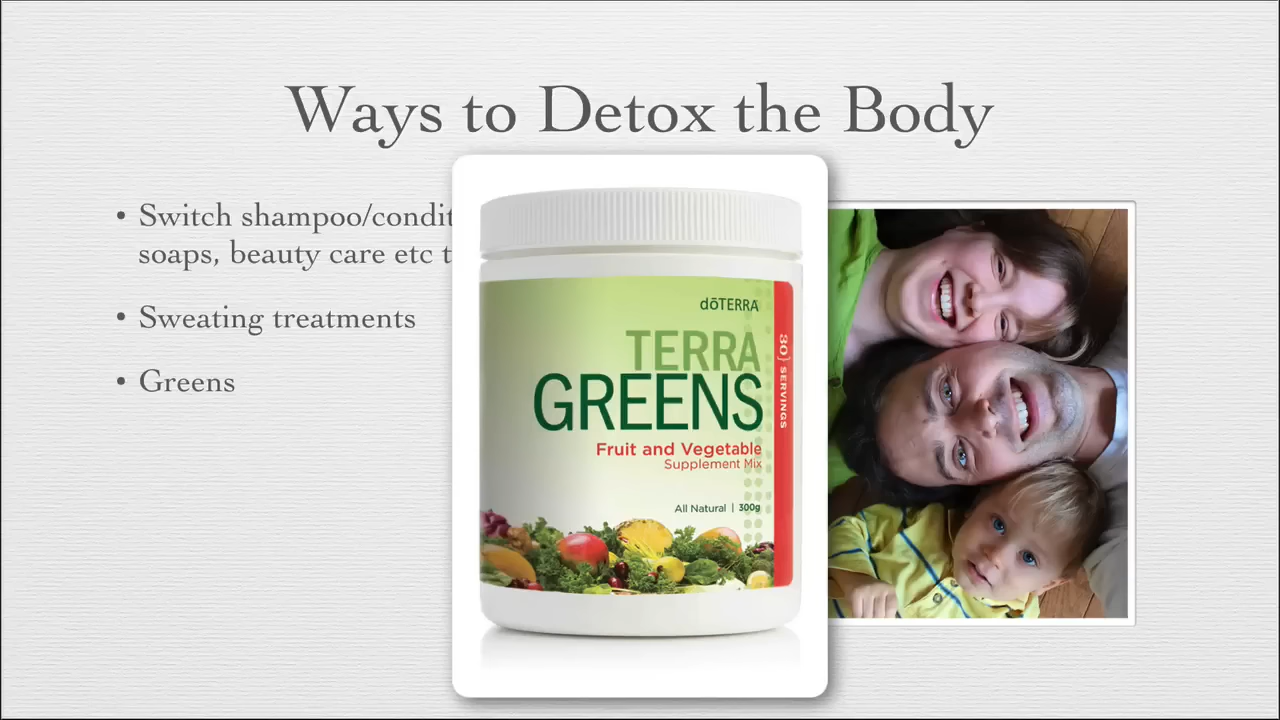 Ways to Detox the Body
• Switch shampoo/condit
soaps, beauty care etc t
• Sweating treatments
• Greens
dōTERRA
TERRA
GREENS
Fruit and Vegetable
Supplement Mix
All Natural | 300g
30} SERVINGS